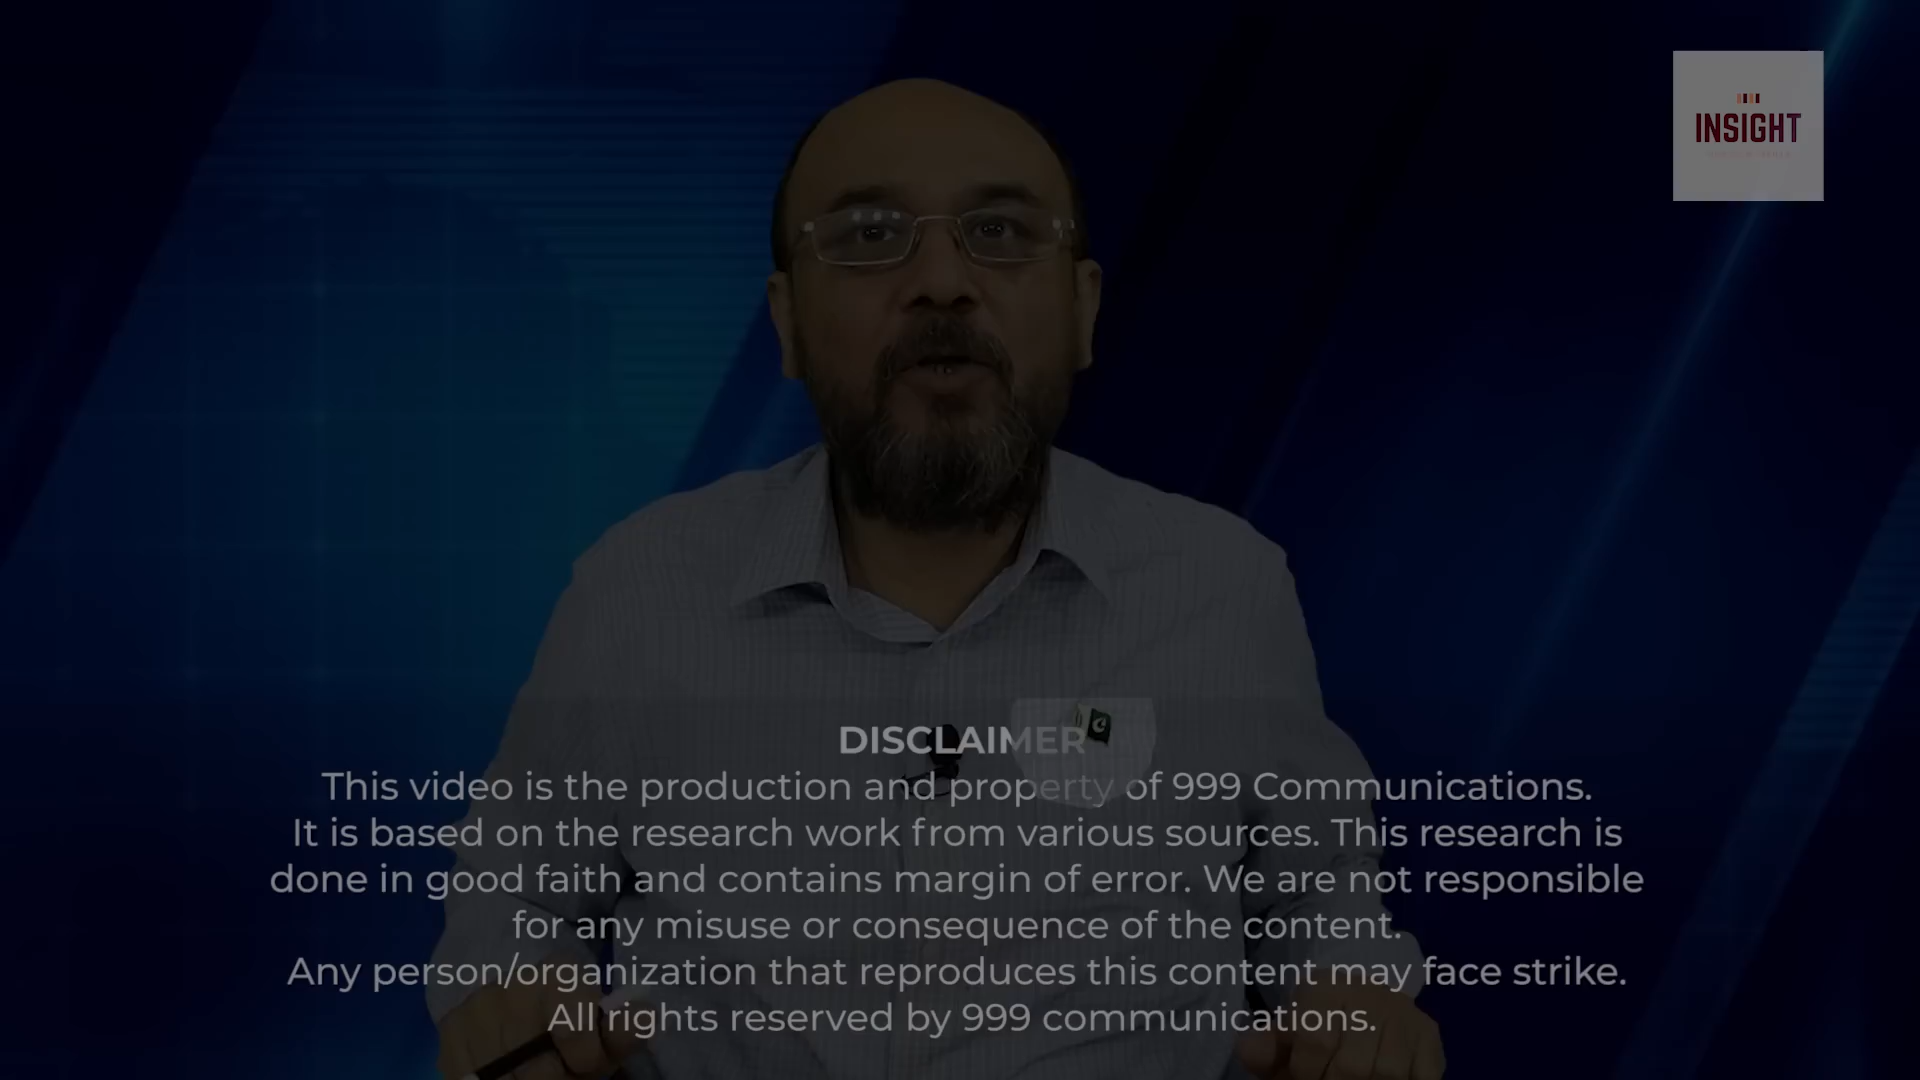 INSIGHT
DISCLAIMER
This video is the production and property of 999 Communications.
It is based on the research work from various sources. This research is
done in good faith and contains margin of error. We are not responsible
for any misuse or consequence of the content.
Any person/organization that reproduces this content may face strike.
All rights reserved by 999 communications.